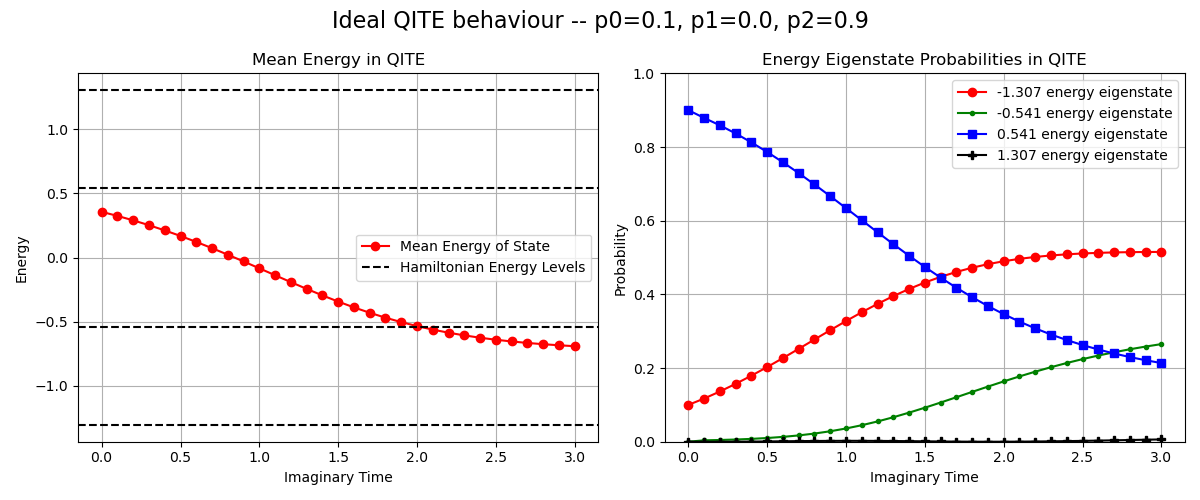 Ideal QITE behaviour -- p0=0.1, p1=0.0, p2=0.9
Mean Energy in QITE
Energy
1.0
0.5
0.0
−0.5
−1.0
Mean Energy of State
Hamiltonian Energy Levels
0.0 0.5 1.0 1.5 2.0 2.5 3.0
Imaginary Time
Energy Eigenstate Probabilities in QITE
Probability
1.0
0.8
0.6
0.4
0.2
0.0
-1.307 energy eigenstate
-0.541 energy eigenstate
0.541 energy eigenstate
1.307 energy eigenstate
0.0 0.5 1.0 1.5 2.0 2.5 3.0
Imaginary Time